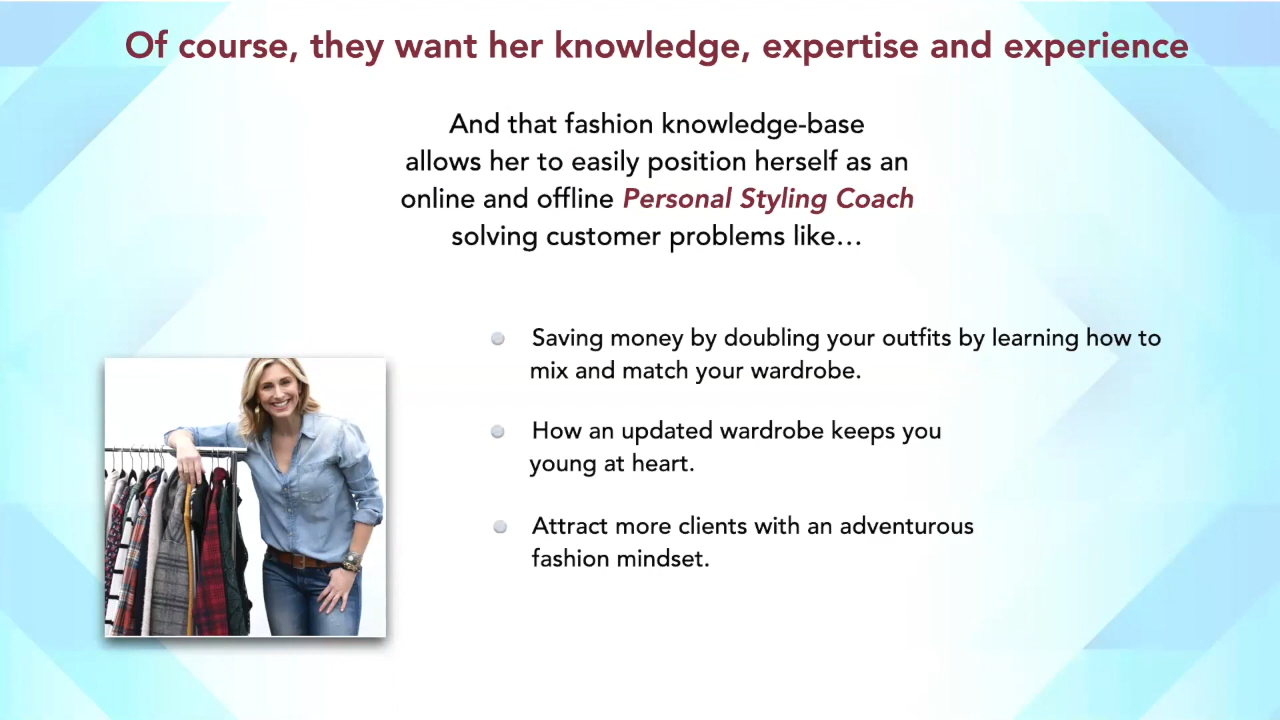 Of course, they want her knowledge, expertise and experience
And that fashion knowledge-base
allows her to easily position herself as an
online and offline Personal Styling Coach
solving customer problems like…
Saving money by doubling your outfits by learning how to
mix and match your wardrobe.
How an updated wardrobe keeps you
young at heart.
Attract more clients with an adventurous
fashion mindset.